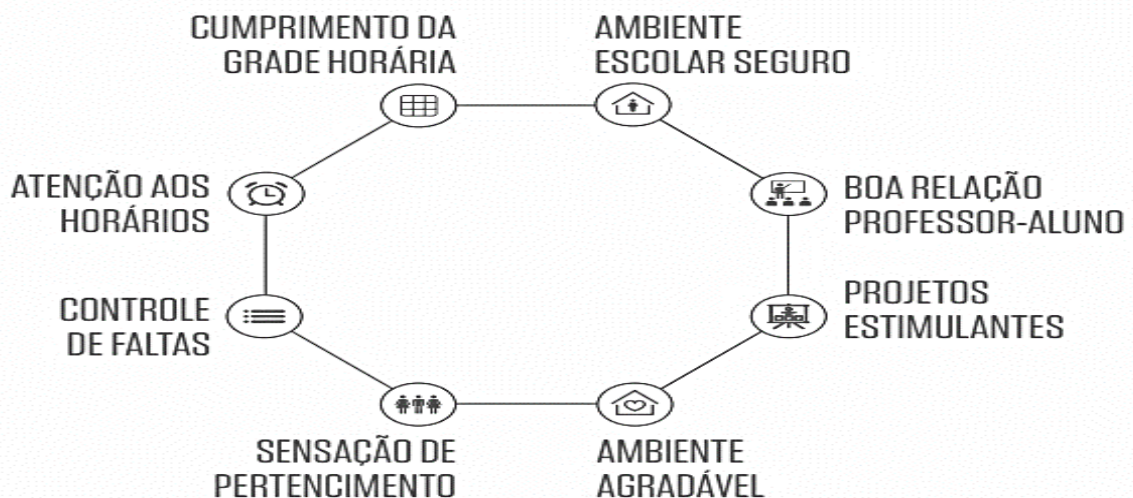 CUMPRIMENTO DA
GRADE HORÁRIA
AMBIENTE
ESCOLAR SEGURO
ATENÇÃO AOS
HORÁRIOS
BOA RELAÇÃO
PROFESSOR-ALUNO
CONTROLE
DE FALTAS
PROJETOS
ESTIMULANTES
SENSAÇÃO DE
PERTENCIMENTO
AMBIENTE
AGRADÁVEL